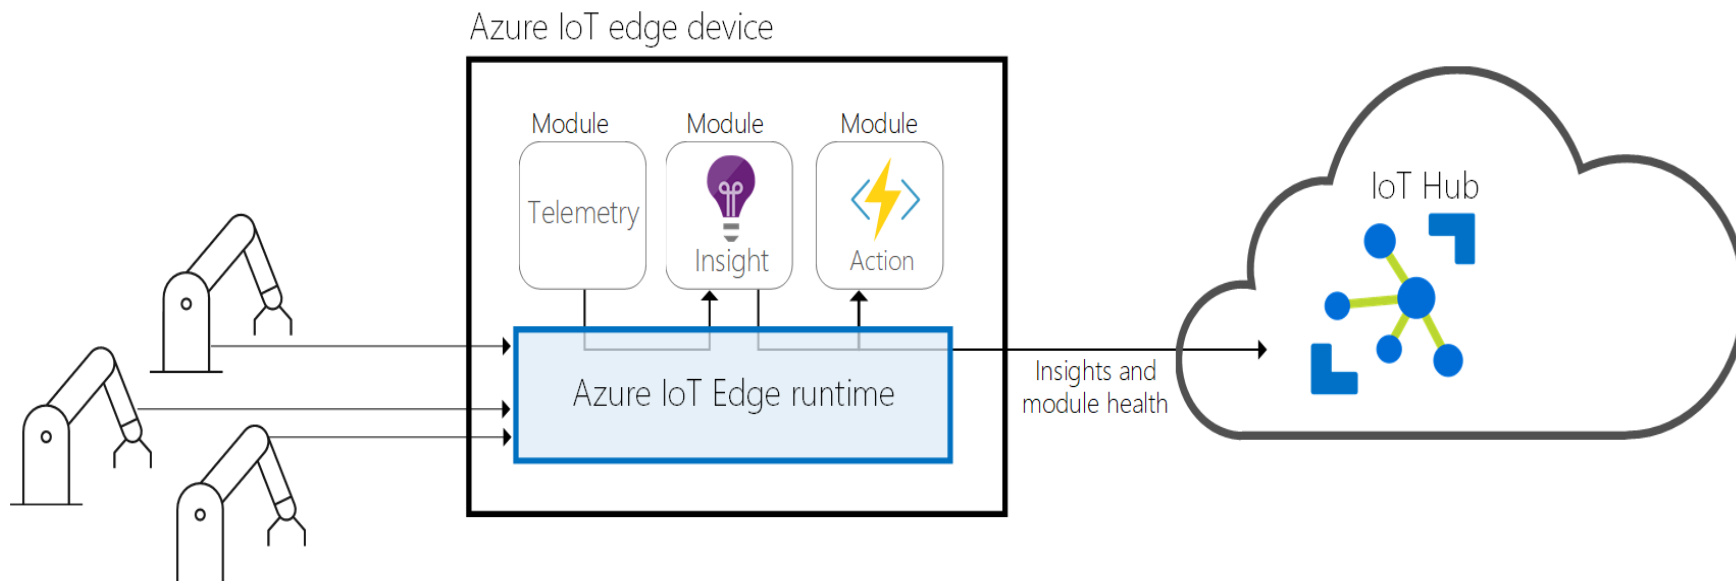 Azure IoT edge device
Module
Module
Module
Telemetry
Insight
Action
IoT Hub
Azure IoT Edge runtime
Insights and
module health